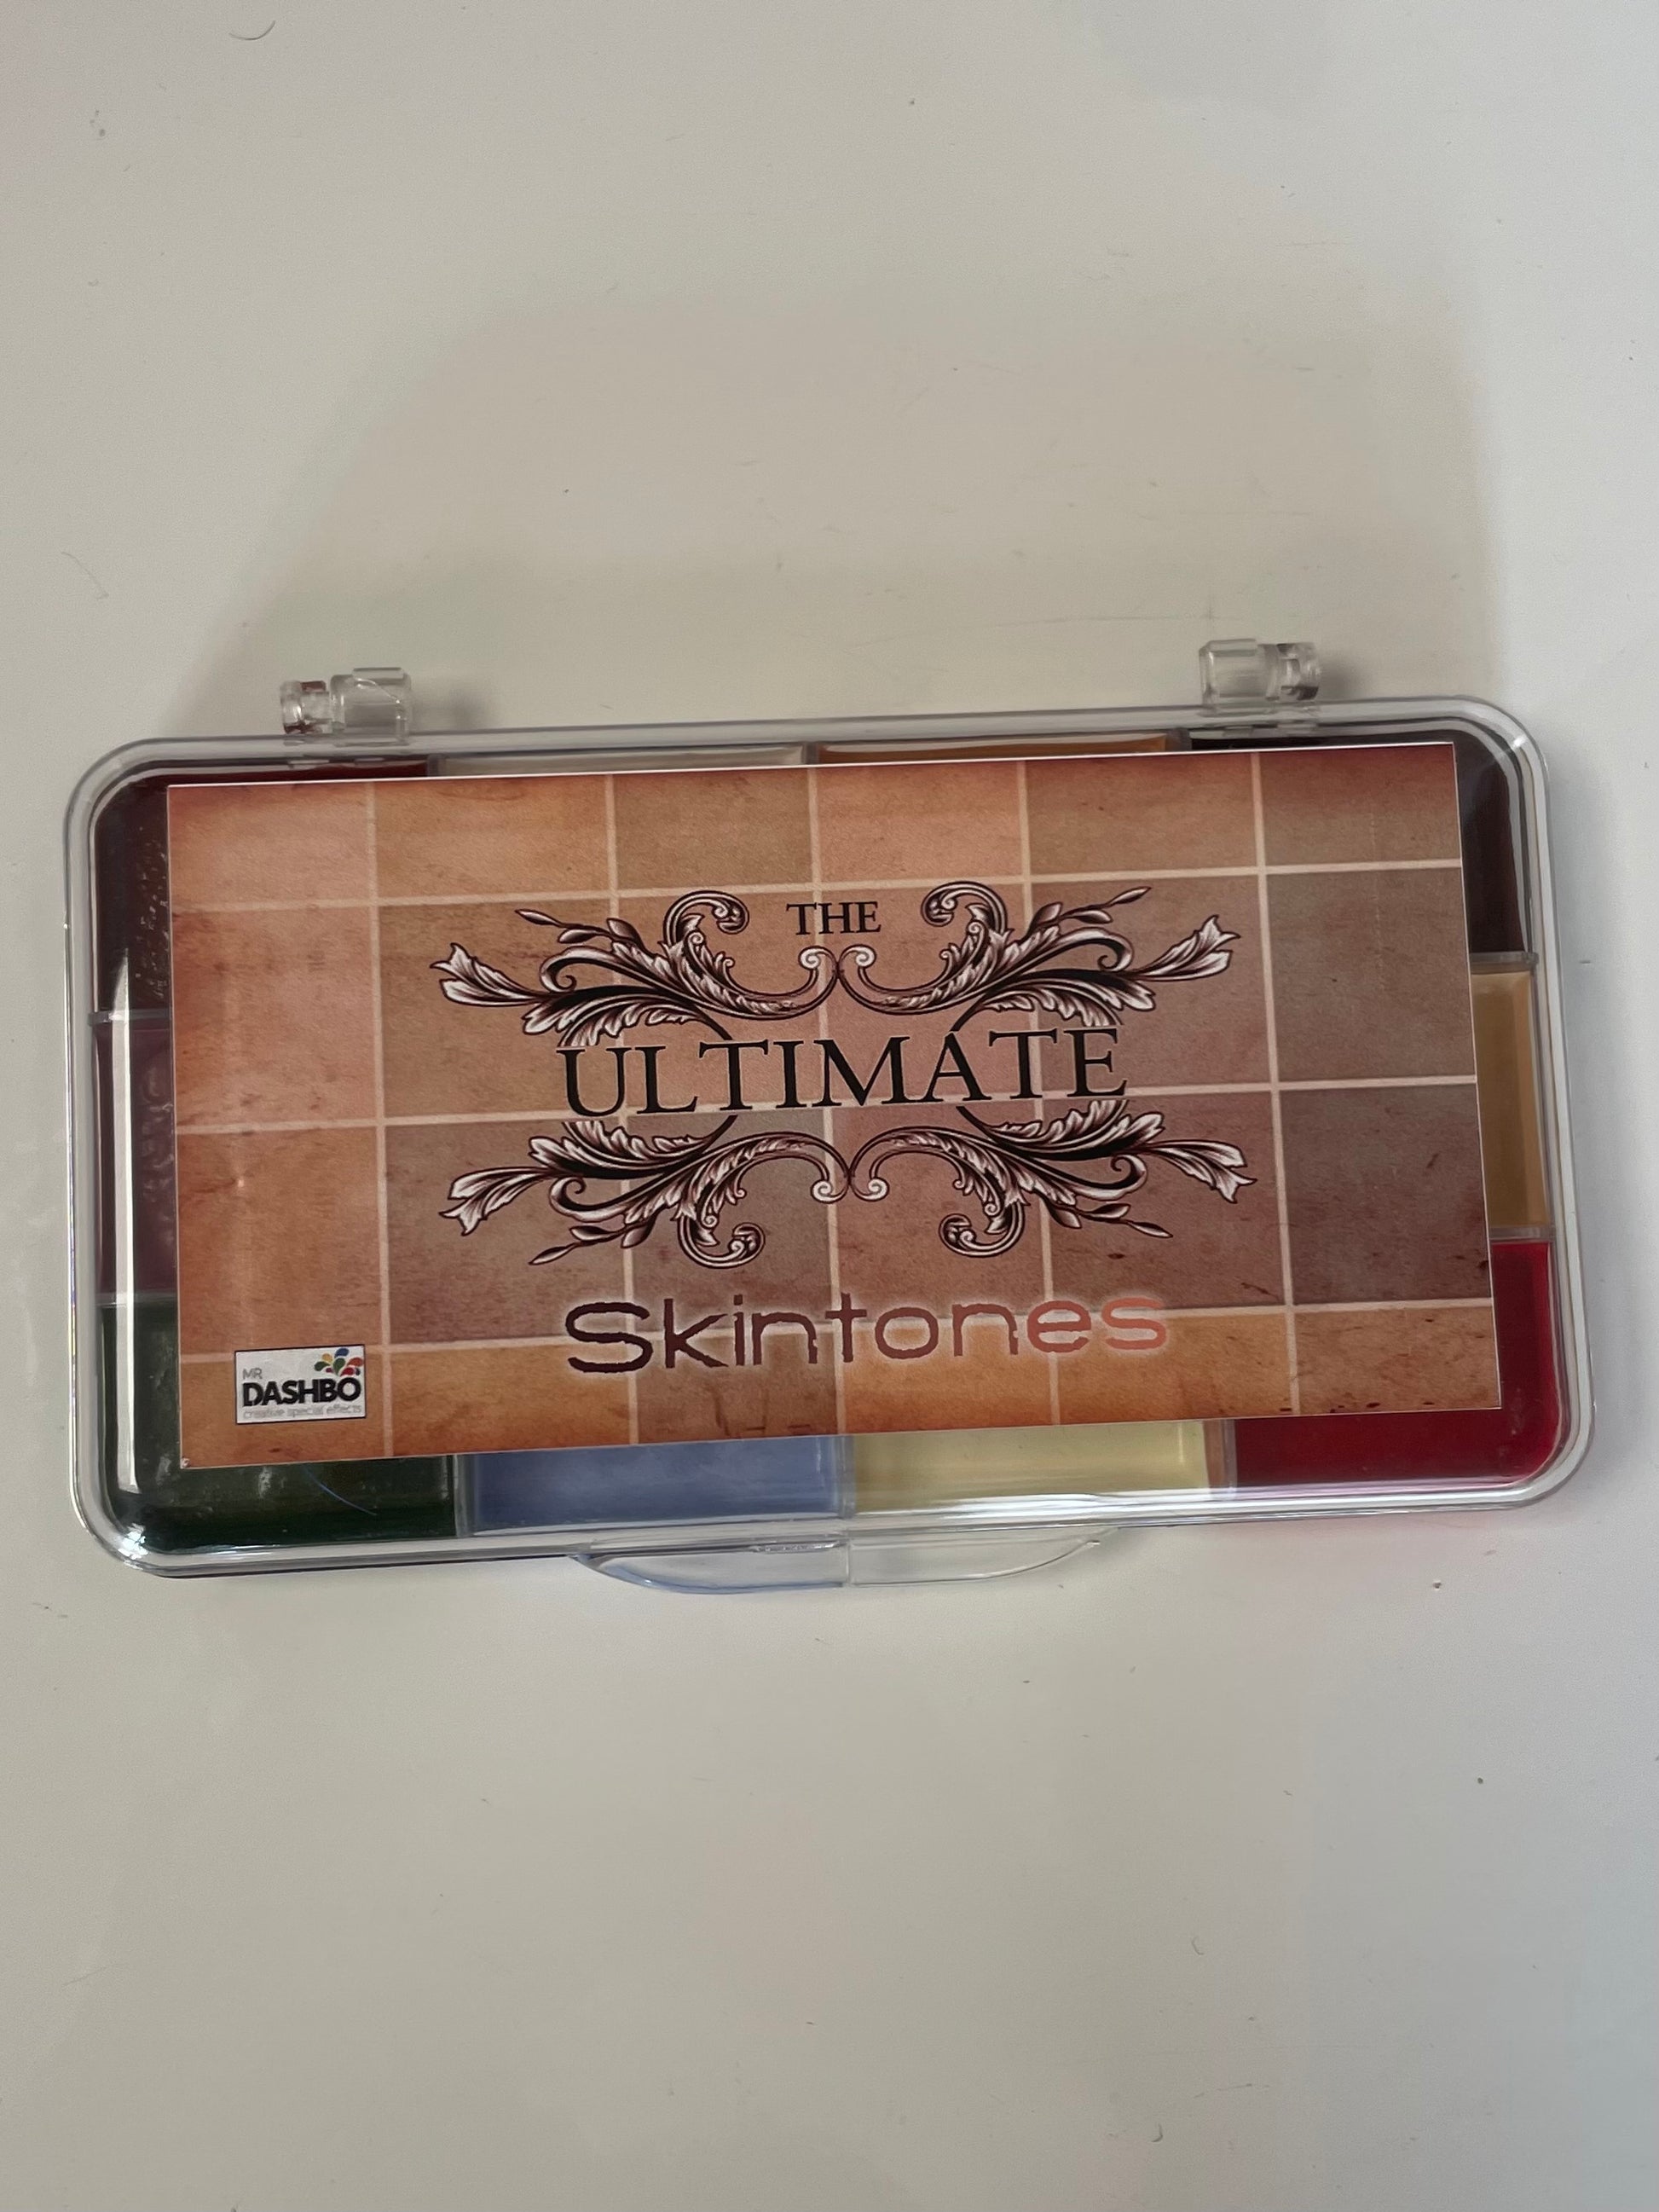 THE
ULTIMATE
Skintones
MR
DASHBO
creative special effects